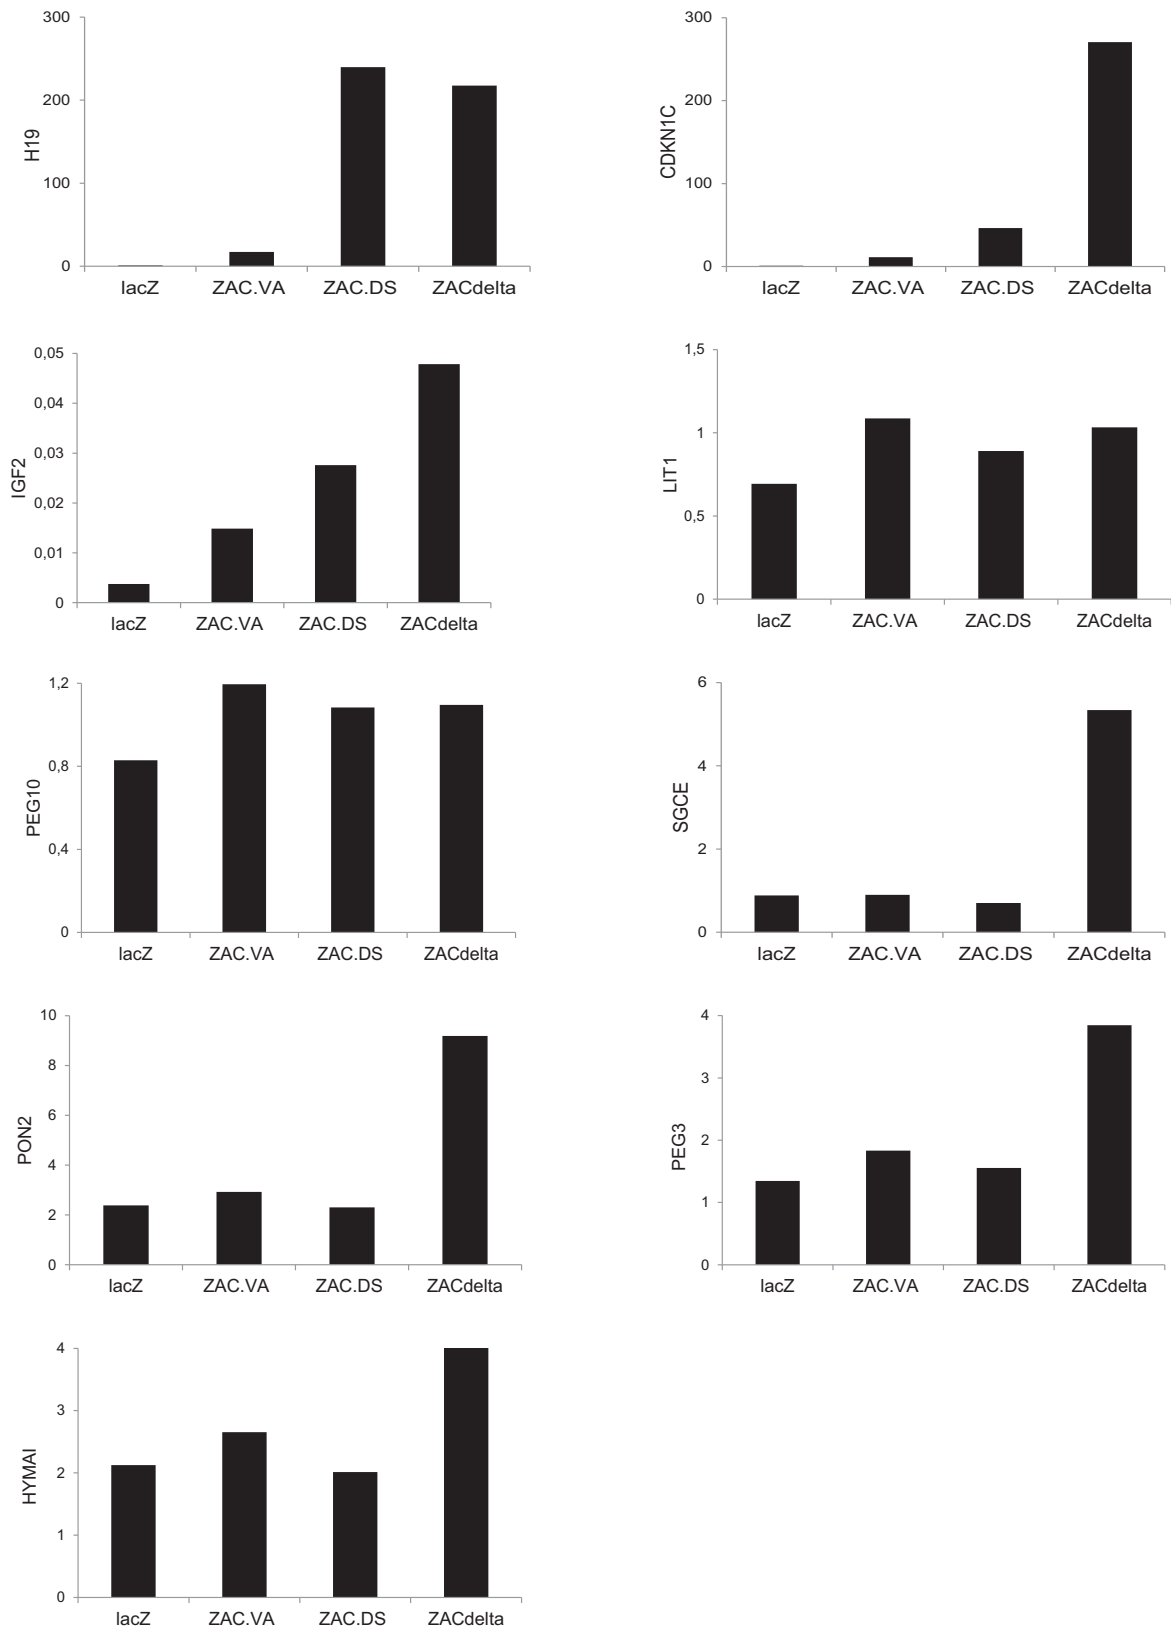 300
200
100
0
H19
lacZ ZAC.VA ZAC.DS ZACdelta
300
200
100
0
CDKN1C
lacZ ZAC.VA ZAC.DS ZACdelta
0,05
0,04
0,03
0,02
0,01
0
IGF2
lacZ ZAC.VA ZAC.DS ZACdelta
1,5
1
0,5
0
LIT1
lacZ ZAC.VA ZAC.DS ZACdelta
1,2
0,8
0,4
0
PEG10
lacZ ZAC.VA ZAC.DS ZACdelta
6
4
2
0
SGCE
lacZ ZAC.VA ZAC.DS ZACdelta
10
8
6
4
2
0
PON2
lacZ ZAC.VA ZAC.DS ZACdelta
4
3
2
1
0
PEG3
lacZ ZAC.VA ZAC.DS ZACdelta
4
3
2
1
0
HYMAI
lacZ ZAC.VA ZAC.DS ZACdelta